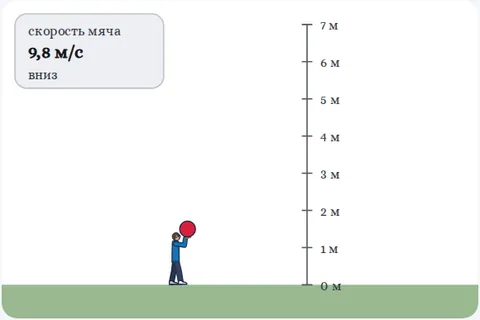 скорость мяча
9,8 м/с
вниз
7 м
6 м
5 м
4 м
3 м
2 м
1 м
0 м